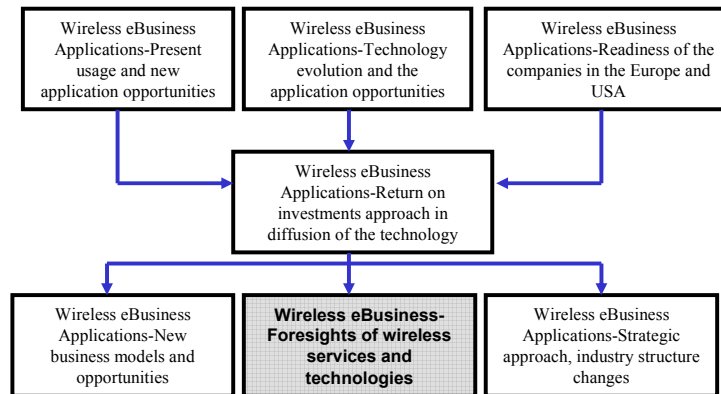 Wireless eBusiness
Applications-Present
usage and new
application opportunities
Wireless eBusiness
Applications-Technology
evolution and the
application opportunities
Wireless eBusiness
Applications-Readiness of the
companies in the Europe and
USA
Wireless eBusiness
Applications-Return on
investments approach in
diffusion of the technology
Wireless eBusiness
Applications-New
business models and
opportunities
Wireless eBusiness-
Foresights of wireless
services and
technologies
Wireless eBusiness
Applications-Strategic
approach, industry structure
changes